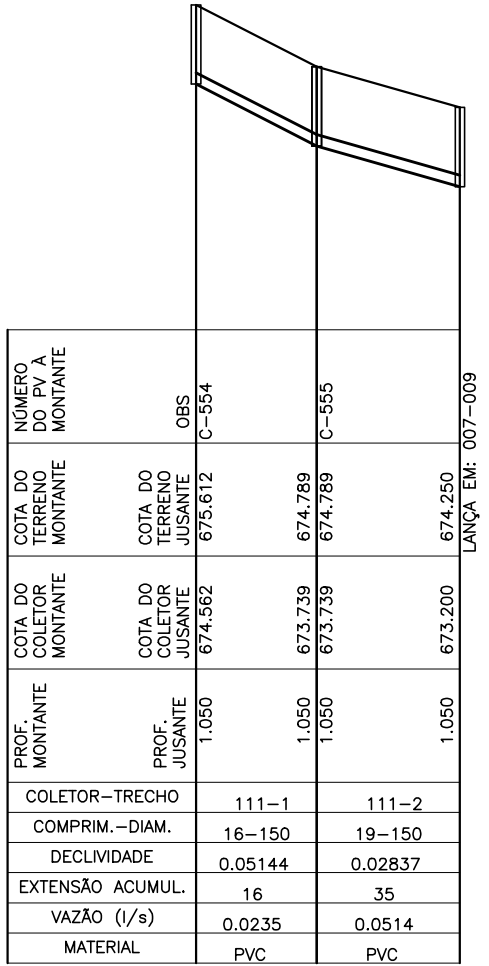 NÚMERO
DO PV À
MONTANTE
OBS
C-554
C-555
COTA DO
TERRENO
MONTANTE
COTA DO
TERRENO
JUSANTE
675.612
674.789
674.789
674.250
LANÇA EM: 007-009
COTA DO
COLETOR
MONTANTE
COTA DO
COLETOR
JUSANTE
674.562
673.739
673.739
673.200
PROF.
MONTANTE
PROF.
JUSANTE
1.050
1.050
1.050
1.050
COLETOR-TRECHO 111-1 111-2
COMPRIM.-DIAM. 16-150 19-150
DECLIVIDADE 0.05144 0.02837
EXTENSÃO ACUMUL. 16 35
VAZÃO (l/s) 0.0235 0.0514
MATERIAL PVC PVC